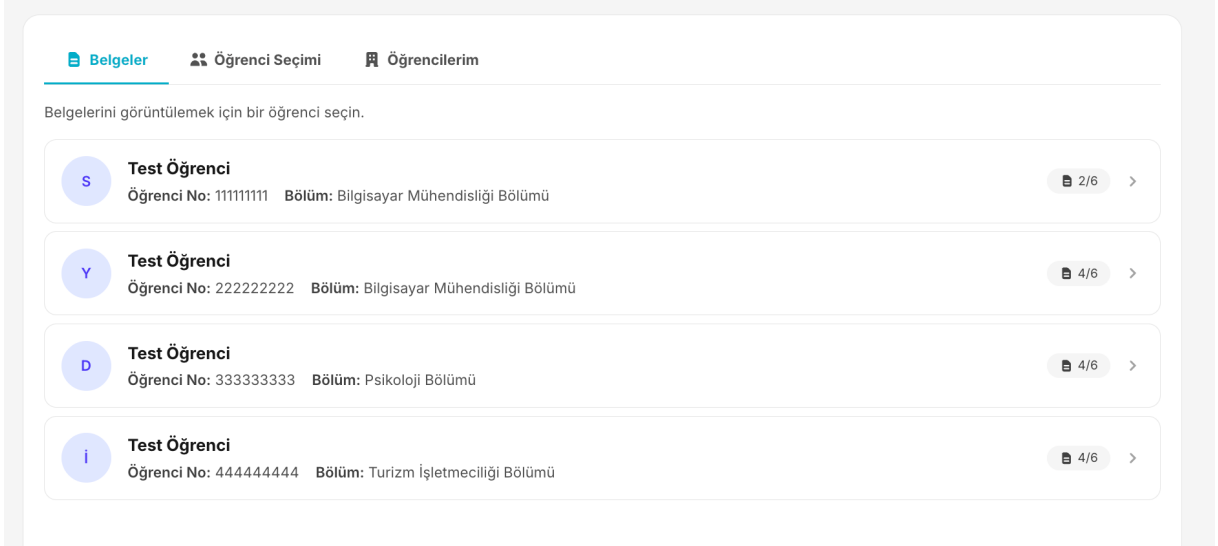 Belgeler Öğrenci Seçimi Öğrencilerim
Belgelerini görüntülemek için bir öğrenci seçin.
S
Test Öğrenci
Öğrenci No: 111111111 Bölüm: Bilgisayar Mühendisliği Bölümü
2/6
Y
Test Öğrenci
Öğrenci No: 222222222 Bölüm: Bilgisayar Mühendisliği Bölümü
4/6
D
Test Öğrenci
Öğrenci No: 333333333 Bölüm: Psikoloji Bölümü
4/6
İ
Test Öğrenci
Öğrenci No: 444444444 Bölüm: Turizm İşletmeciliği Bölümü
4/6